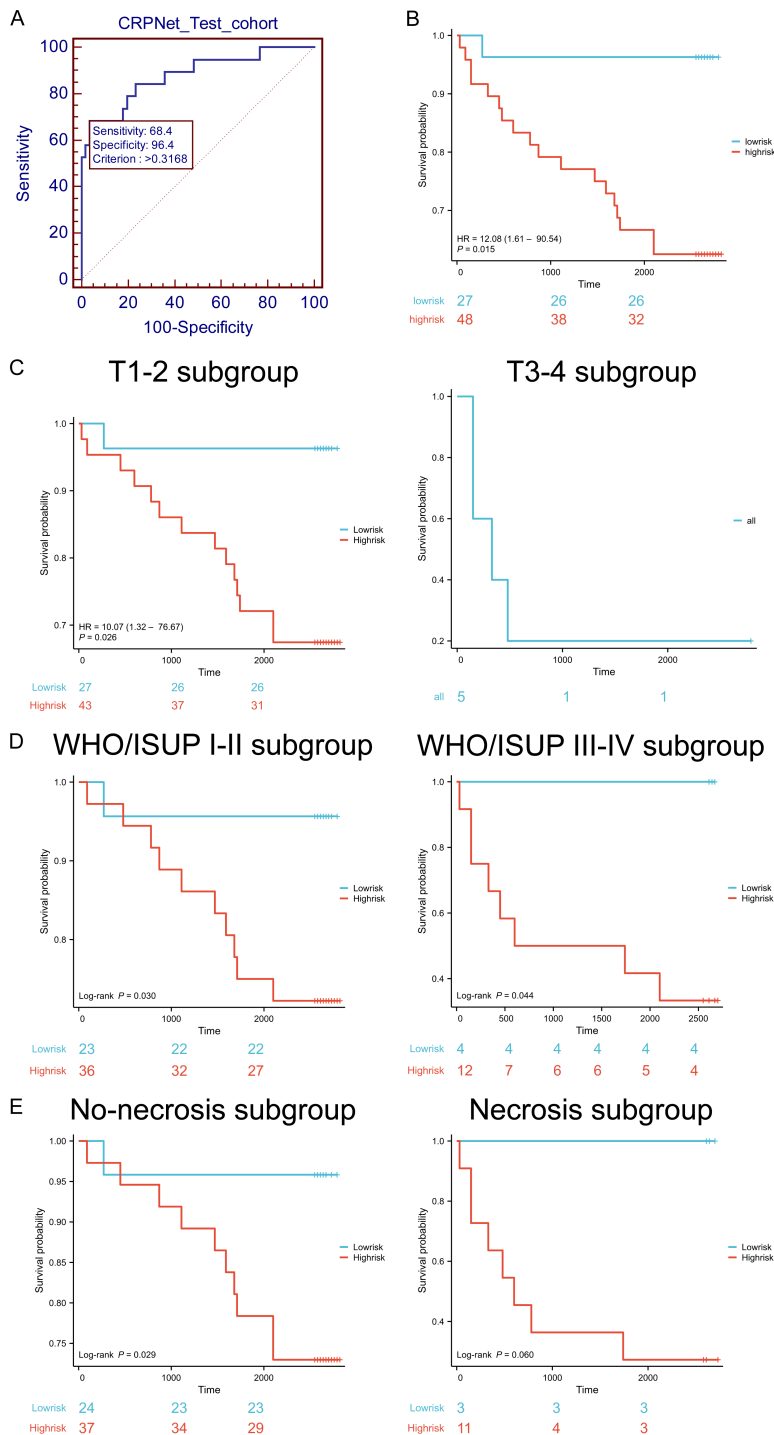 A
CRPNet_Test_cohort
Sensitivity
100
80
60
40
20
0
Sensitivity: 68.4
Specificity: 96.4
Criterion : >0.3168
0 20 40 60 80 100
100-Specificity
B
Survival probability
1.0
0.9
0.8
0.7
lowrisk
highrisk
HR = 12.08 (1.61 – 90.54)
P = 0.015
0 1000 2000
Time
lowrisk 27 26 26
highrisk 48 38 32
C
T1-2 subgroup
Survival probability
1.0
0.9
0.8
0.7
Lowrisk
Highrisk
HR = 10.07 (1.32 – 76.67)
P = 0.026
0 1000 2000
Time
Lowrisk 27 26 26
Highrisk 43 37 31
T3-4 subgroup
Survival probability
1.0
0.8
0.6
0.4
0.2
all
0 1000 2000
Time
all 5 1 1
D
WHO/ISUP I-II subgroup
Survival probability
1.0
0.9
0.8
Lowrisk
Highrisk
Log-rank P = 0.030
0 1000 2000
Time
Lowrisk 23 22 22
Highrisk 36 32 27
WHO/ISUP III-IV subgroup
Survival probability
1.0
0.8
0.6
0.4
Lowrisk
Highrisk
Log-rank P = 0.044
0 500 1000 1500 2000 2500
Time
Lowrisk 4 4 4 4 4 4
Highrisk 12 7 6 6 5 4
E
No-necrosis subgroup
Survival probability
1.00
0.95
0.90
0.85
0.80
0.75
Lowrisk
Highrisk
Log-rank P = 0.029
0 1000 2000
Time
Lowrisk 24 23 23
Highrisk 37 34 29
Necrosis subgroup
Survival probability
1.0
0.8
0.6
0.4
Lowrisk
Highrisk
Log-rank P = 0.060
0 1000 2000
Time
Lowrisk 3 3 3
Highrisk 11 4 3